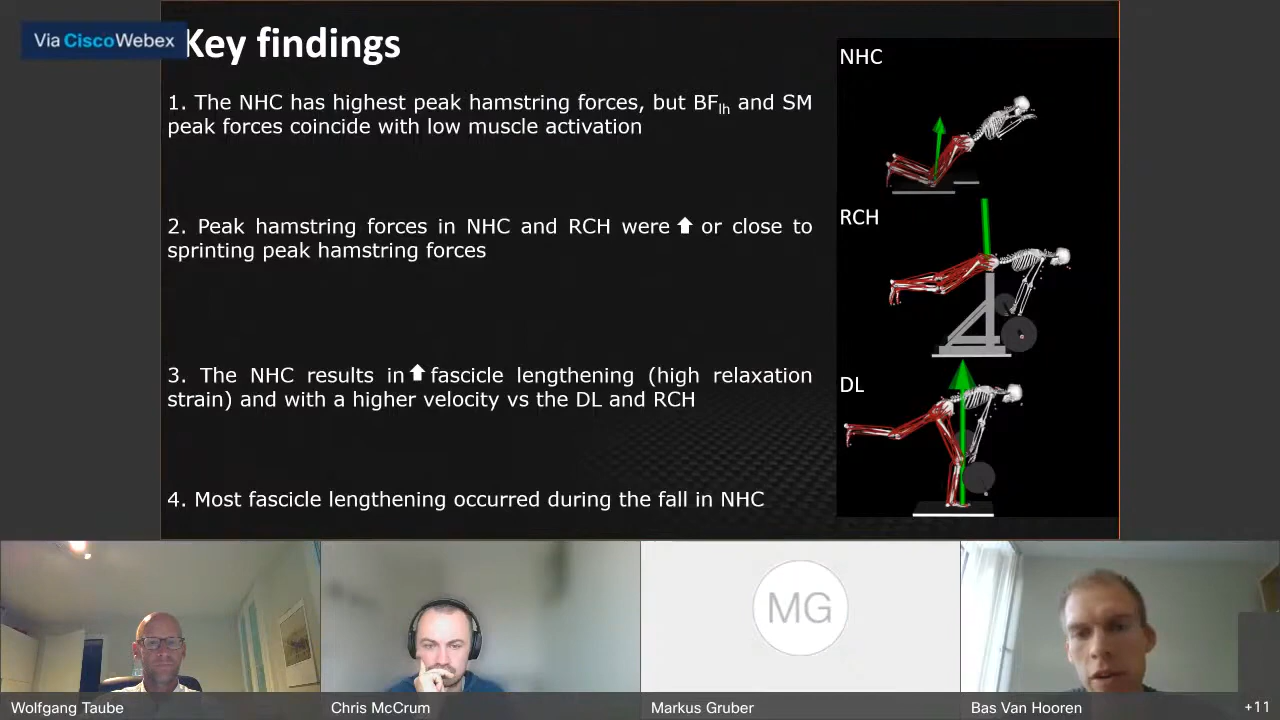 Via CiscoWebex
Key findings
1. The NHC has highest peak hamstring forces, but BFlh and SM
peak forces coincide with low muscle activation
2. Peak hamstring forces in NHC and RCH were ⬆ or close to
sprinting peak hamstring forces
3. The NHC results in ⬆ fascicle lengthening (high relaxation
strain) and with a higher velocity vs the DL and RCH
4. Most fascicle lengthening occurred during the fall in NHC
NHC
RCH
DL
MG
Wolfgang Taube
Chris McCrum
Markus Gruber
Bas Van Hooren
+11